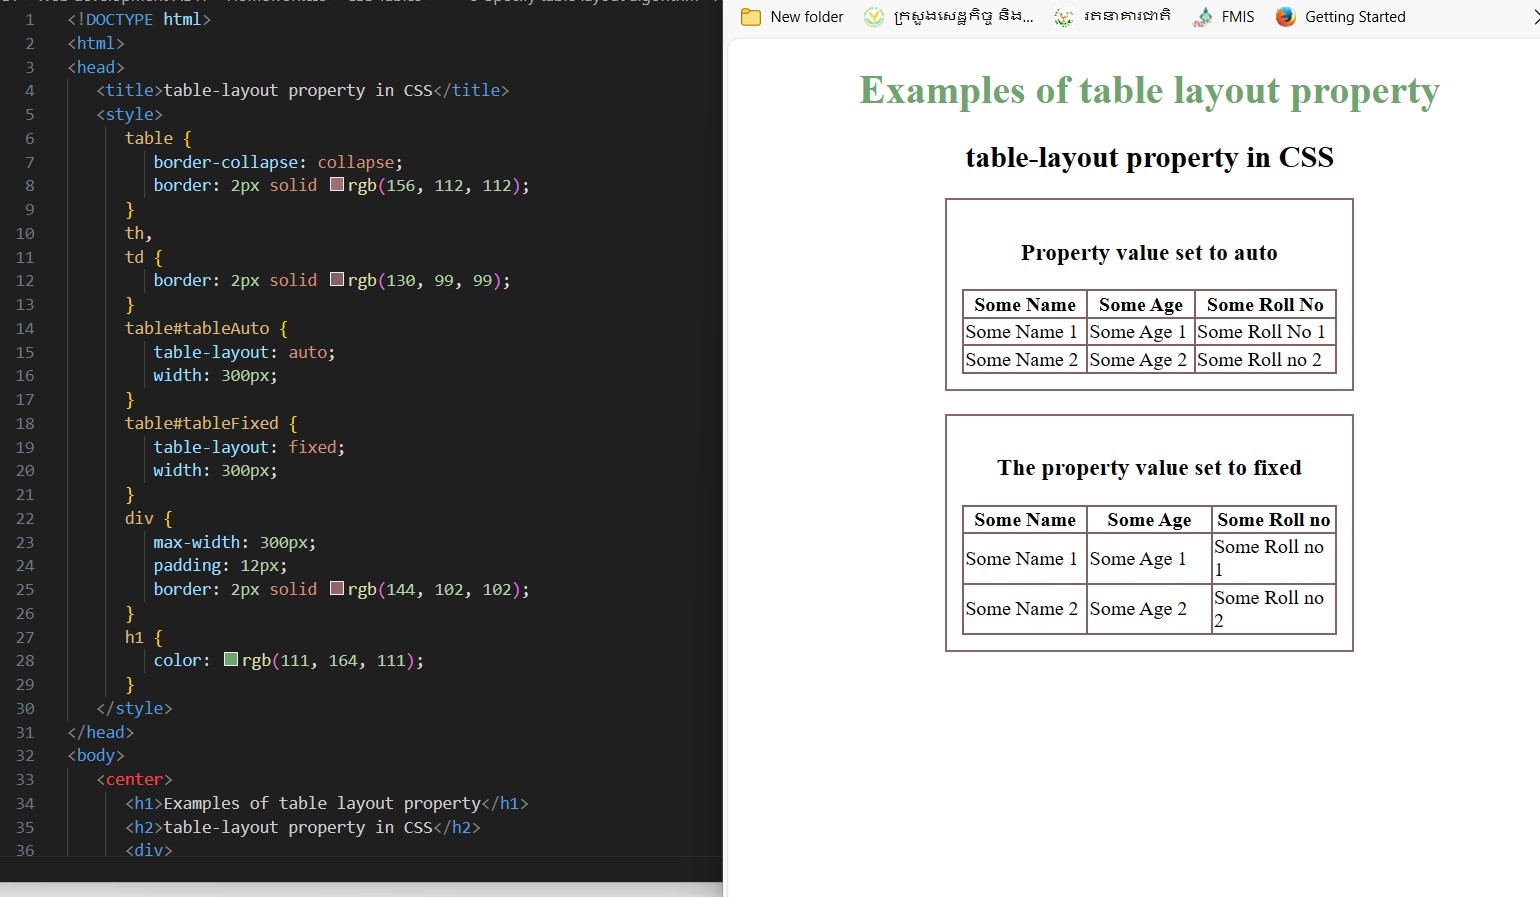 1 <!DOCTYPE html>
2 <html>
3 <head>
4 <title>table-layout property in CSS</title>
5 <style>
6 table {
7 border-collapse: collapse;
8 border: 2px solid rgb(156, 112, 112);
9 }
10 th,
11 td {
12 border: 2px solid rgb(130, 99, 99);
13 }
14 table#tableAuto {
15 table-layout: auto;
16 width: 300px;
17 }
18 table#tableFixed {
19 table-layout: fixed;
20 width: 300px;
21 }
22 div {
23 max-width: 300px;
24 padding: 12px;
25 border: 2px solid rgb(144, 102, 102);
26 }
27 h1 {
28 color: rgb(111, 164, 111);
29 }
30 </style>
31 </head>
32 <body>
33 <center>
34 <h1>Examples of table layout property</h1>
35 <h2>table-layout property in CSS</h2>
36 <div>
New folder ក្រសួងសេដ្ឋកិច្ច និង... រតនាគារជាតិ FMIS Getting Started
Examples of table layout property
table-layout property in CSS
Property value set to auto
Some Name Some Age Some Roll No
Some Name 1 Some Age 1 Some Roll No 1
Some Name 2 Some Age 2 Some Roll no 2
The property value set to fixed
Some Name Some Age Some Roll no
Some Name 1 Some Age 1 Some Roll no
1
Some Name 2 Some Age 2 Some Roll no
2